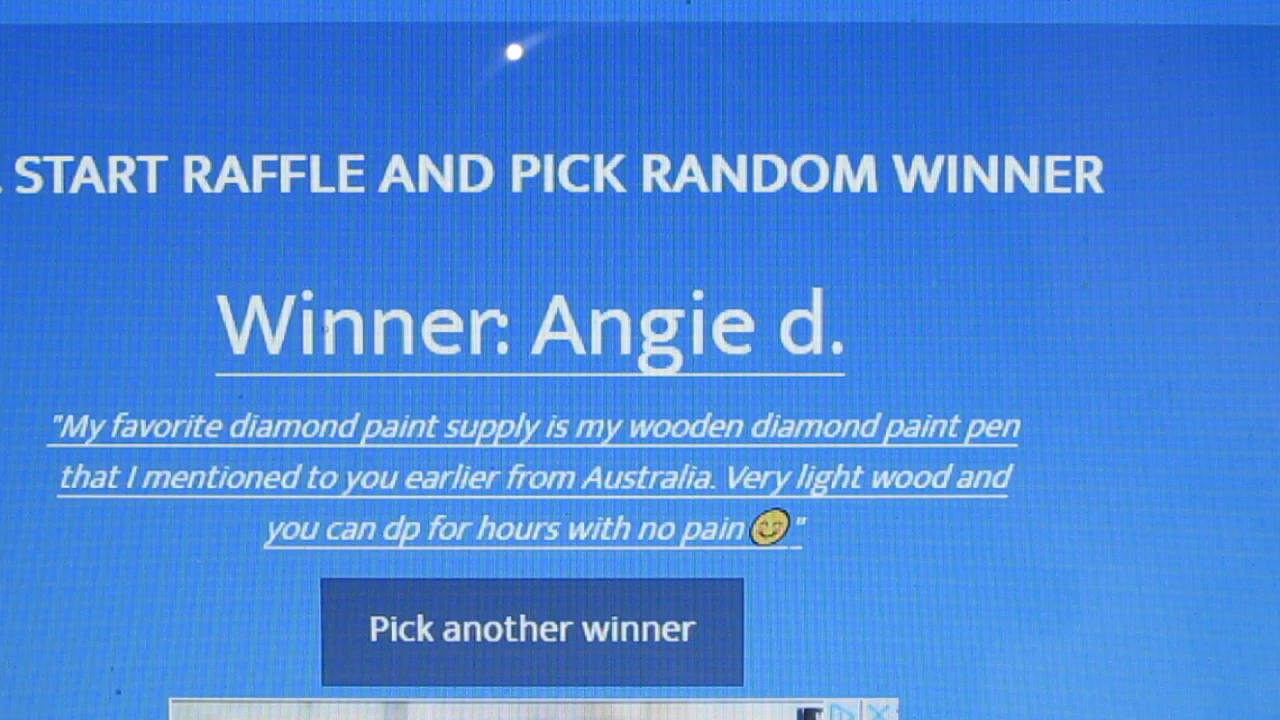 . START RAFFLE AND PICK RANDOM WINNER
Winner: Angie d.
"My favorite diamond paint supply is my wooden diamond paint pen
that I mentioned to you earlier from Australia. Very light wood and
you can dp for hours with no pain😊"
Pick another winner